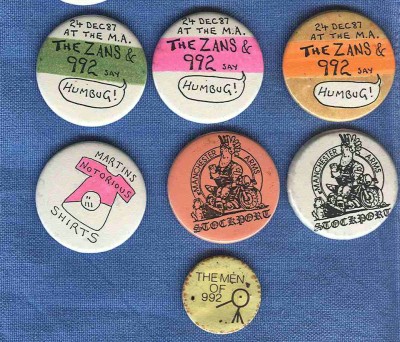 24 DEC 87
AT THE M.A.
THE ZANS &
992 SAY
HUMBUG!
24 DEC 87
AT THE M.A.
THE ZANS &
992 SAY
HUMBUG!
24 DEC 87
AT THE M.A.
THE ZANS &
992 SAY
HUMBUG!
MARTINS
NOTORIOUS
SHIRTS
MANCHESTER ARMS
STOCKPORT
MANCHESTER ARMS
STOCKPORT
THE MEN
OF
992